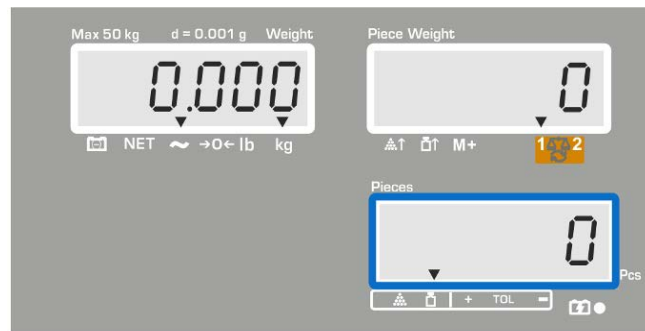 Max 50 kg d = 0.001 g Weight
0.000
NET ~ →0← lb kg
Piece Weight
0
M+ 1 2
Pieces
0
Pcs
+ TOL -